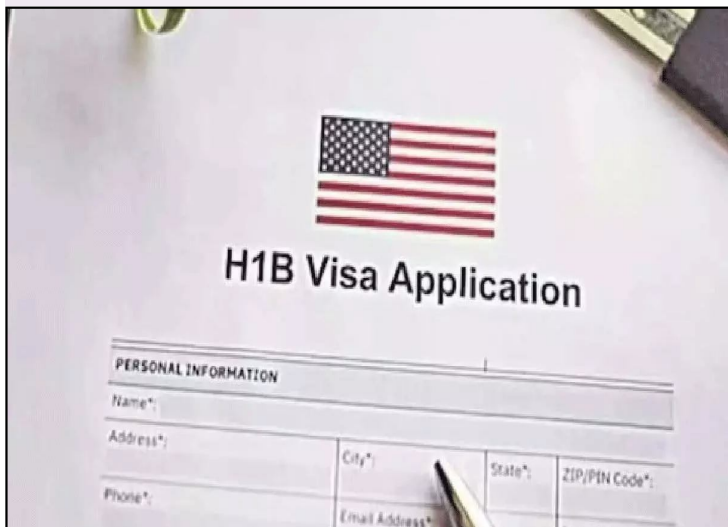 H1B Visa Application
PERSONAL INFORMATION
Name*:
Address*:
City*:
State*:
ZIP/PIN Code*:
Phone*:
Email Address*